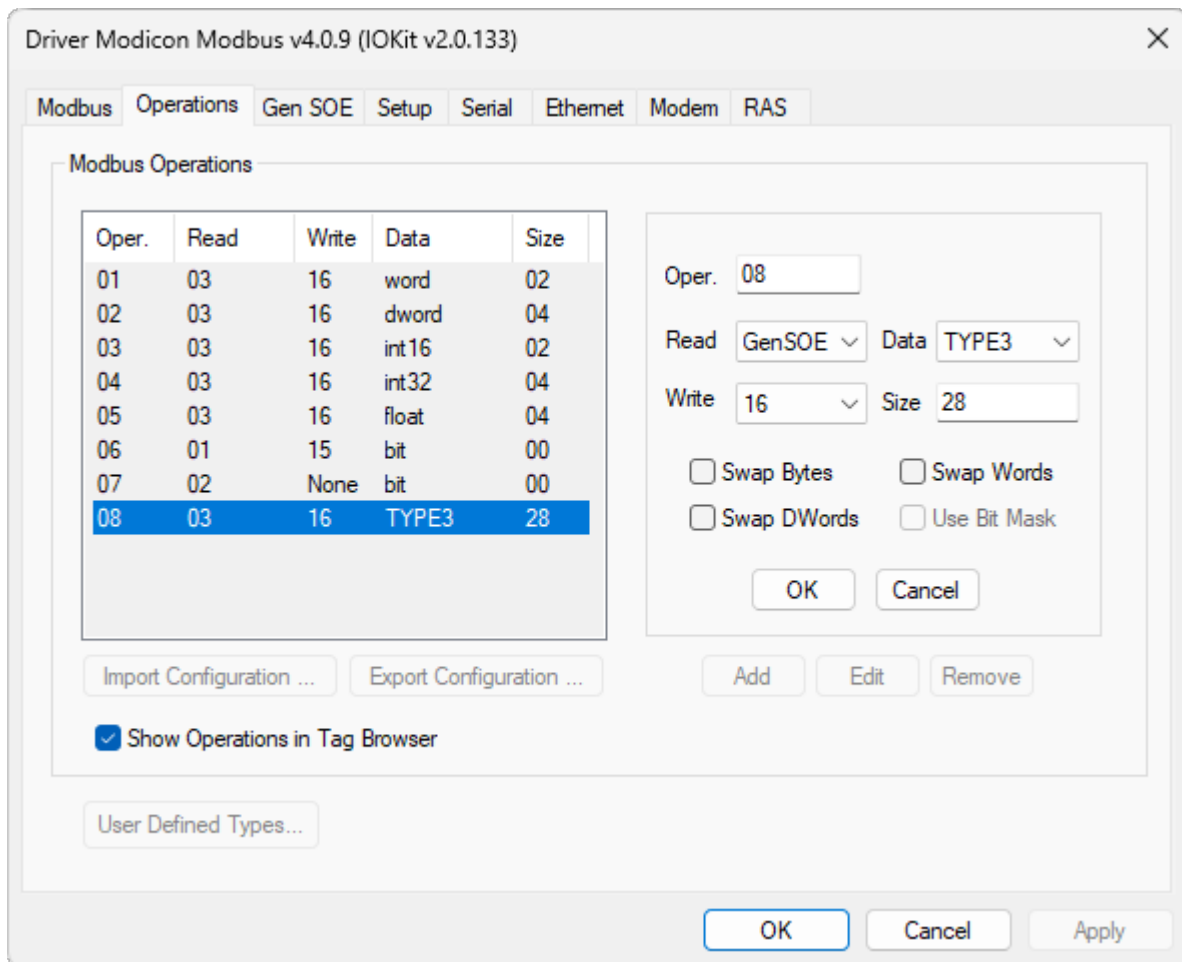 Driver Modicon Modbus v4.0.9 (IOKit v2.0.133)
Modbus Operations Gen SOE Setup Serial Ethernet Modem RAS
Modbus Operations
Oper. Read Write Data Size
01 03 16 word 02
02 03 16 dword 04
03 03 16 int16 02
04 03 16 int32 04
05 03 16 float 04
06 01 15 bit 00
07 02 None bit 00
08 03 16 TYPE3 28
Oper. 08
Read GenSOE Data TYPE3
Write 16 Size 28
Swap Bytes Swap Words
Swap DWords Use Bit Mask
OK Cancel
Import Configuration ... Export Configuration ... Add Edit Remove
Show Operations in Tag Browser
User Defined Types...
OK Cancel Apply